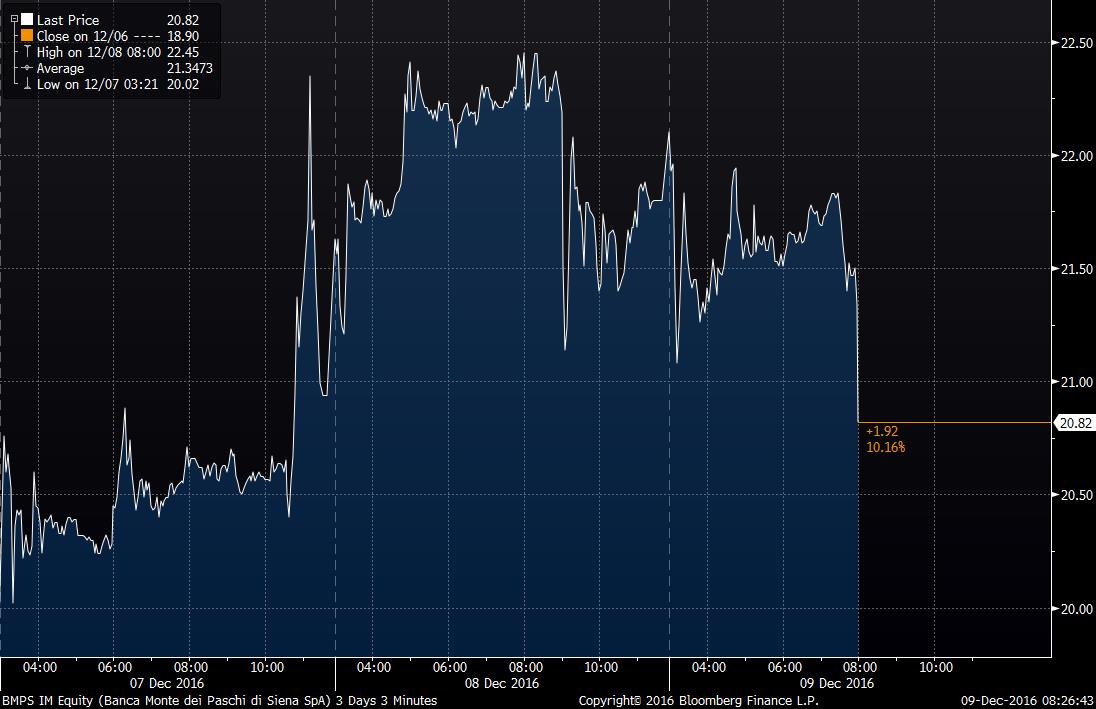 Last Price 20.82
Close on 12/06 ---- 18.90
High on 12/08 08:00 22.45
Average 21.3473
Low on 12/07 03:21 20.02
22.50
22.00
21.50
21.00
20.82
+1.92
10.16%
20.50
20.00
04:00 06:00 08:00 10:00 04:00 06:00 08:00 10:00 04:00 06:00 08:00 10:00
07 Dec 2016 08 Dec 2016 09 Dec 2016
BMPS IM Equity (Banca Monte dei Paschi di Siena SpA) 3 Days 3 Minutes Copyright© 2016 Bloomberg Finance L.P. 09-Dec-2016 08:26:43